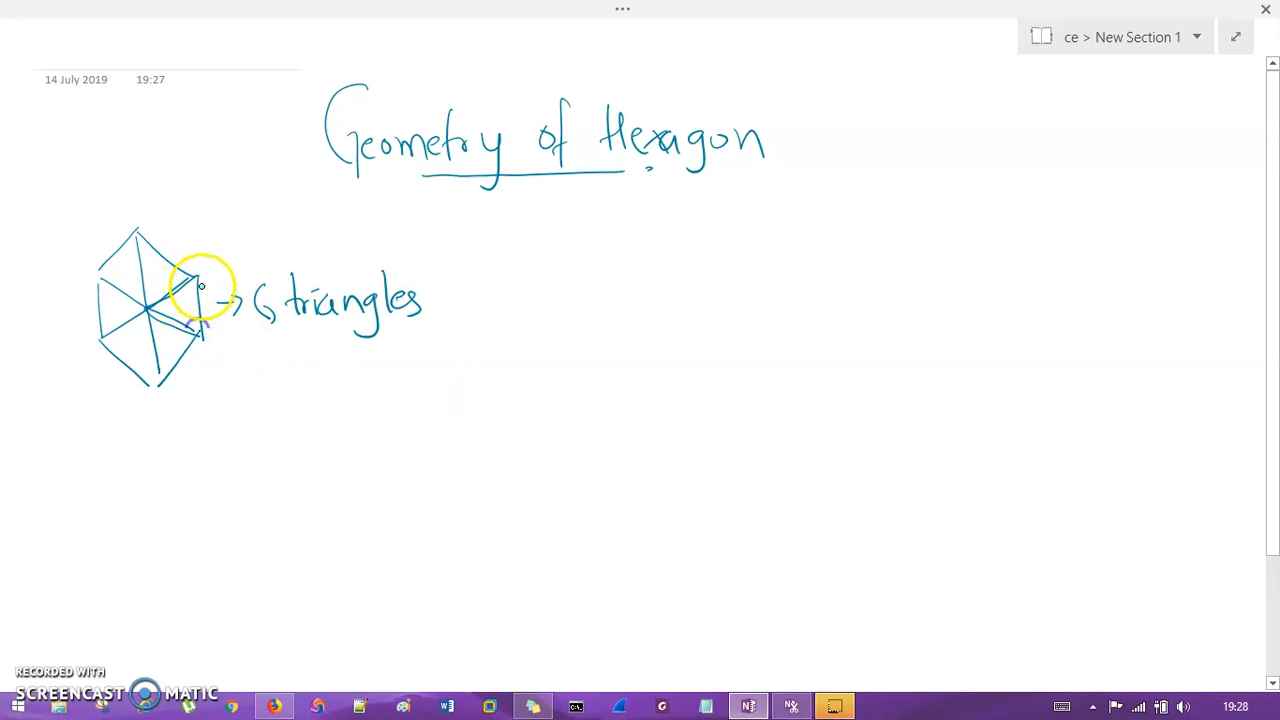 ce > New Section 1
14 July 2019 19:27
Geometry of Hexagon
→ 6 triangles
RECORDED WITH
SCREENCAST MATIC
19:28